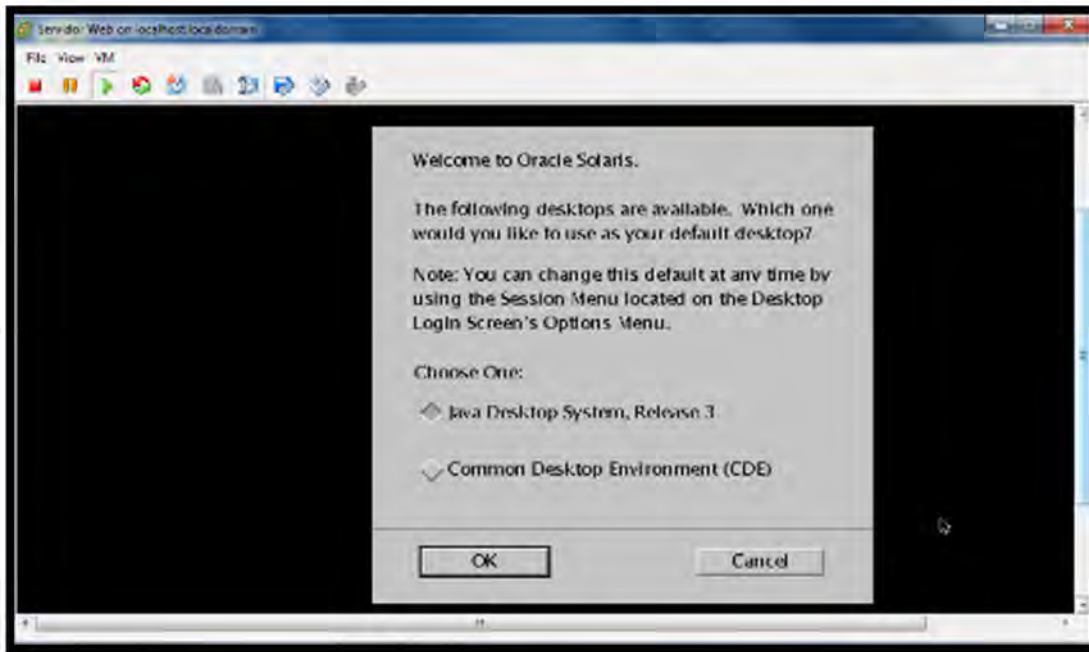 Servidor Web on localhost.localdomain
File View VM
Welcome to Oracle Solaris.
The following desktops are available. Which one
would you like to use as your default desktop?
Note: You can change this default at any time by
using the Session Menu located on the Desktop
Login Screen's Options Menu.
Choose One:
Java Desktop System, Release 3
Common Desktop Environment (CDE)
OK Cancel